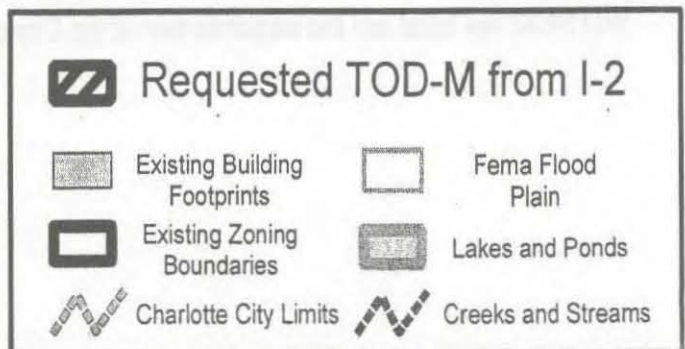 Requested TOD-M from I-2
Existing Building
Footprints
Fema Flood
Plain
Existing Zoning
Boundaries
Lakes and Ponds
Charlotte City Limits
Creeks and Streams